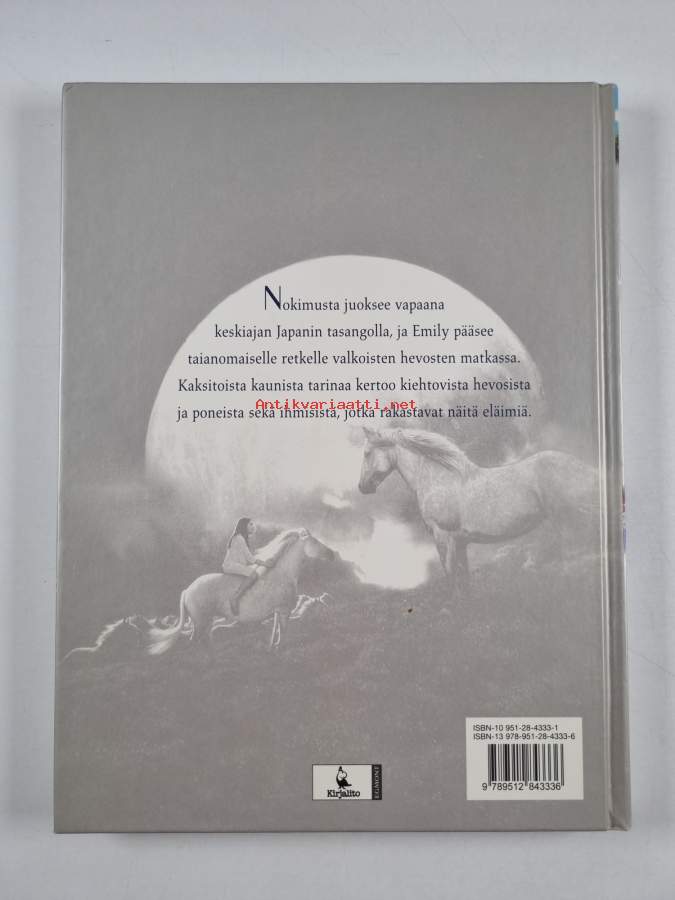 Nokimusta juoksee vapaana
keskiajan Japanin tasangolla, ja Emily pääsee
taianomaiselle retkelle valkoisten hevosten matkassa.
Kaksitoista kaunista tarinaa kertoo kiehtovista hevosista
Antikvariaatti.net
ja poneista sekä ihmisistä, jotka rakastavat näitä eläimiä.
ISBN-10 951-28-4333-1
ISBN-13 978-951-28-4333-6
9 789512 843336
Kirjalito
EGMONT